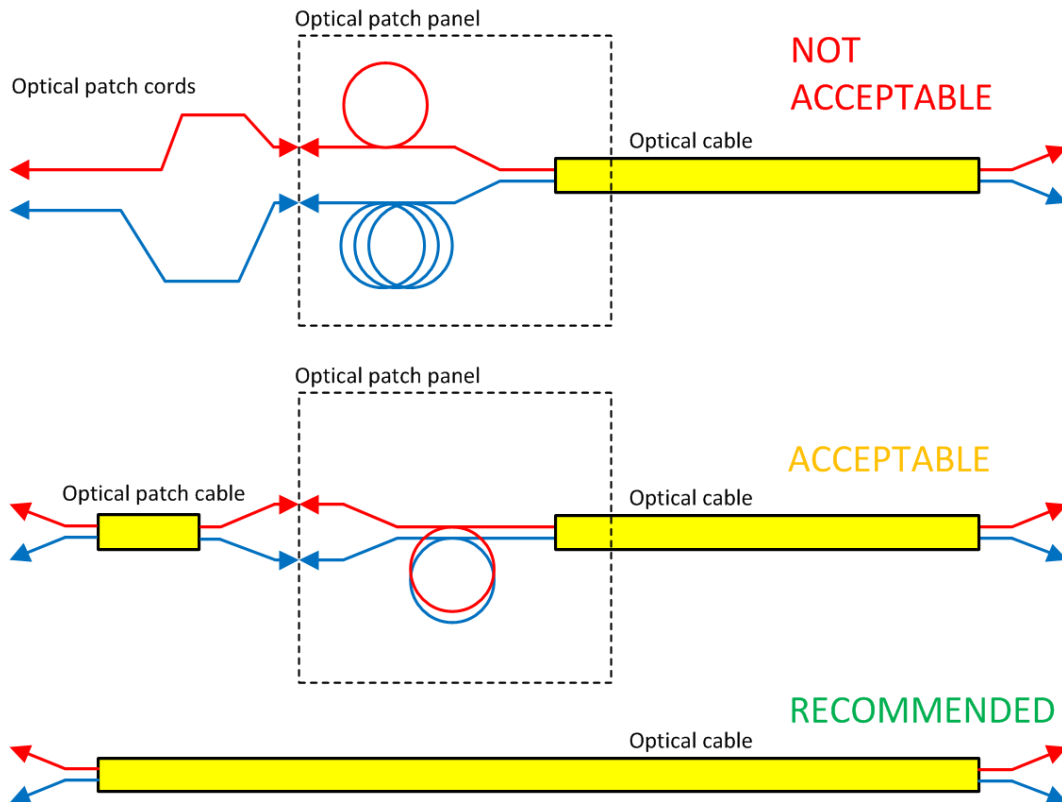 Optical patch panel
NOT
ACCEPTABLE
Optical patch cords
Optical cable
Optical patch panel
ACCEPTABLE
Optical patch cable
Optical cable
RECOMMENDED
Optical cable